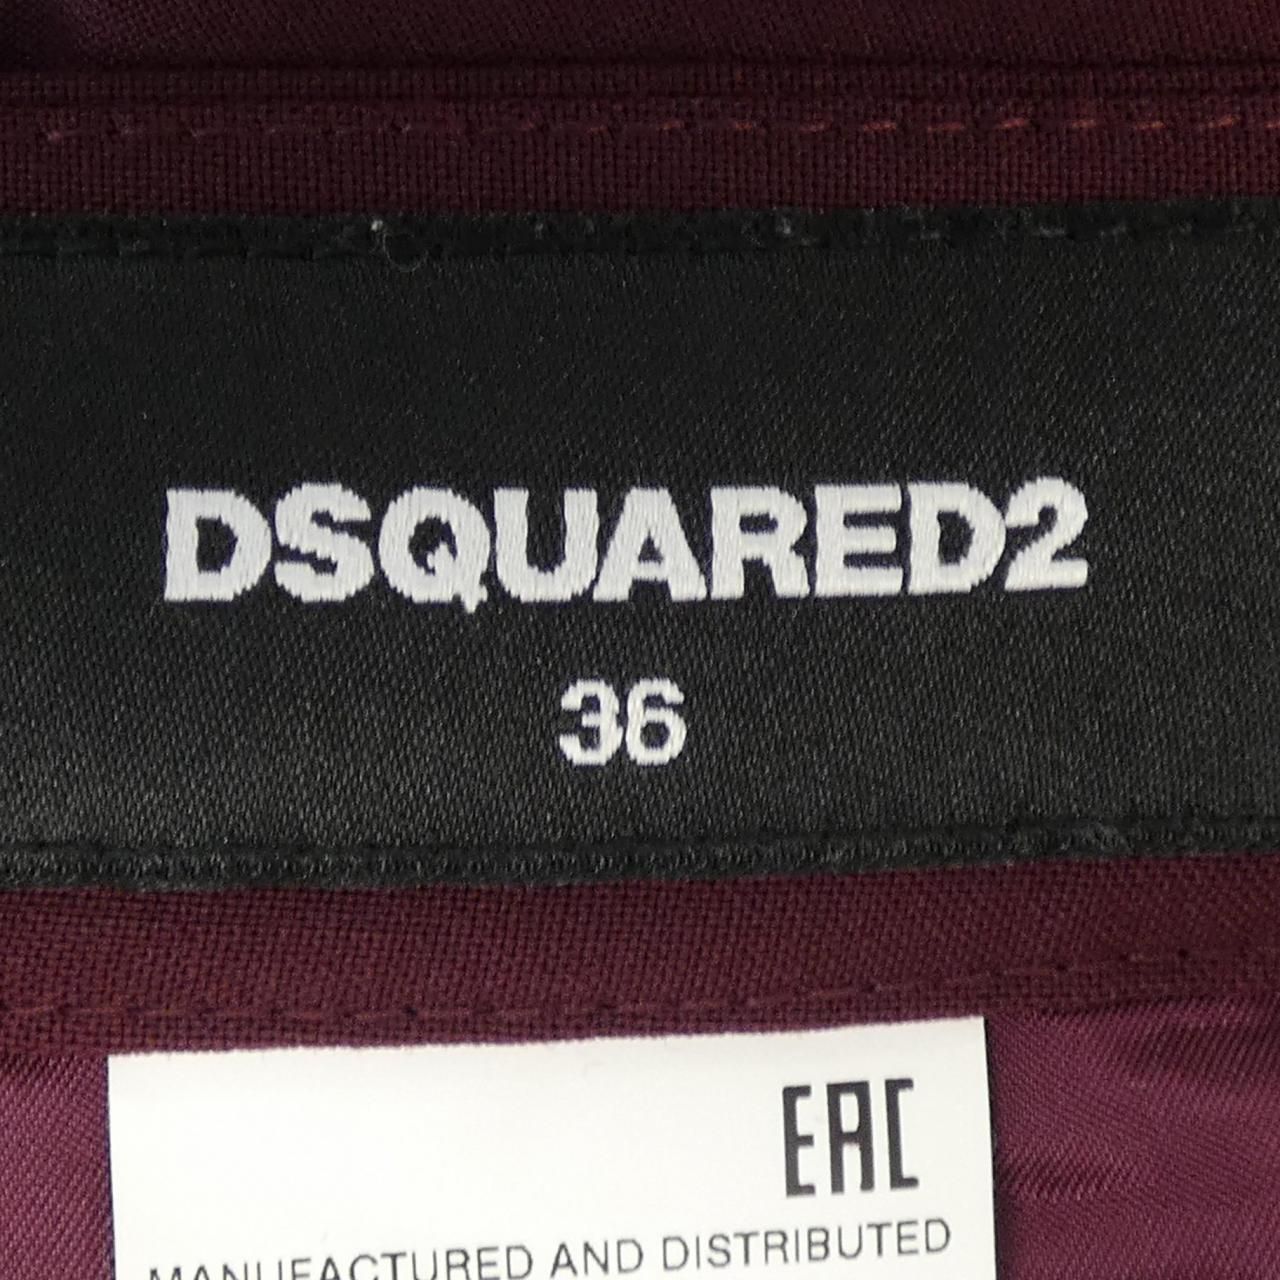 DSQUARED2
36
EAC
MANUFACTURED AND DISTRIBUTED